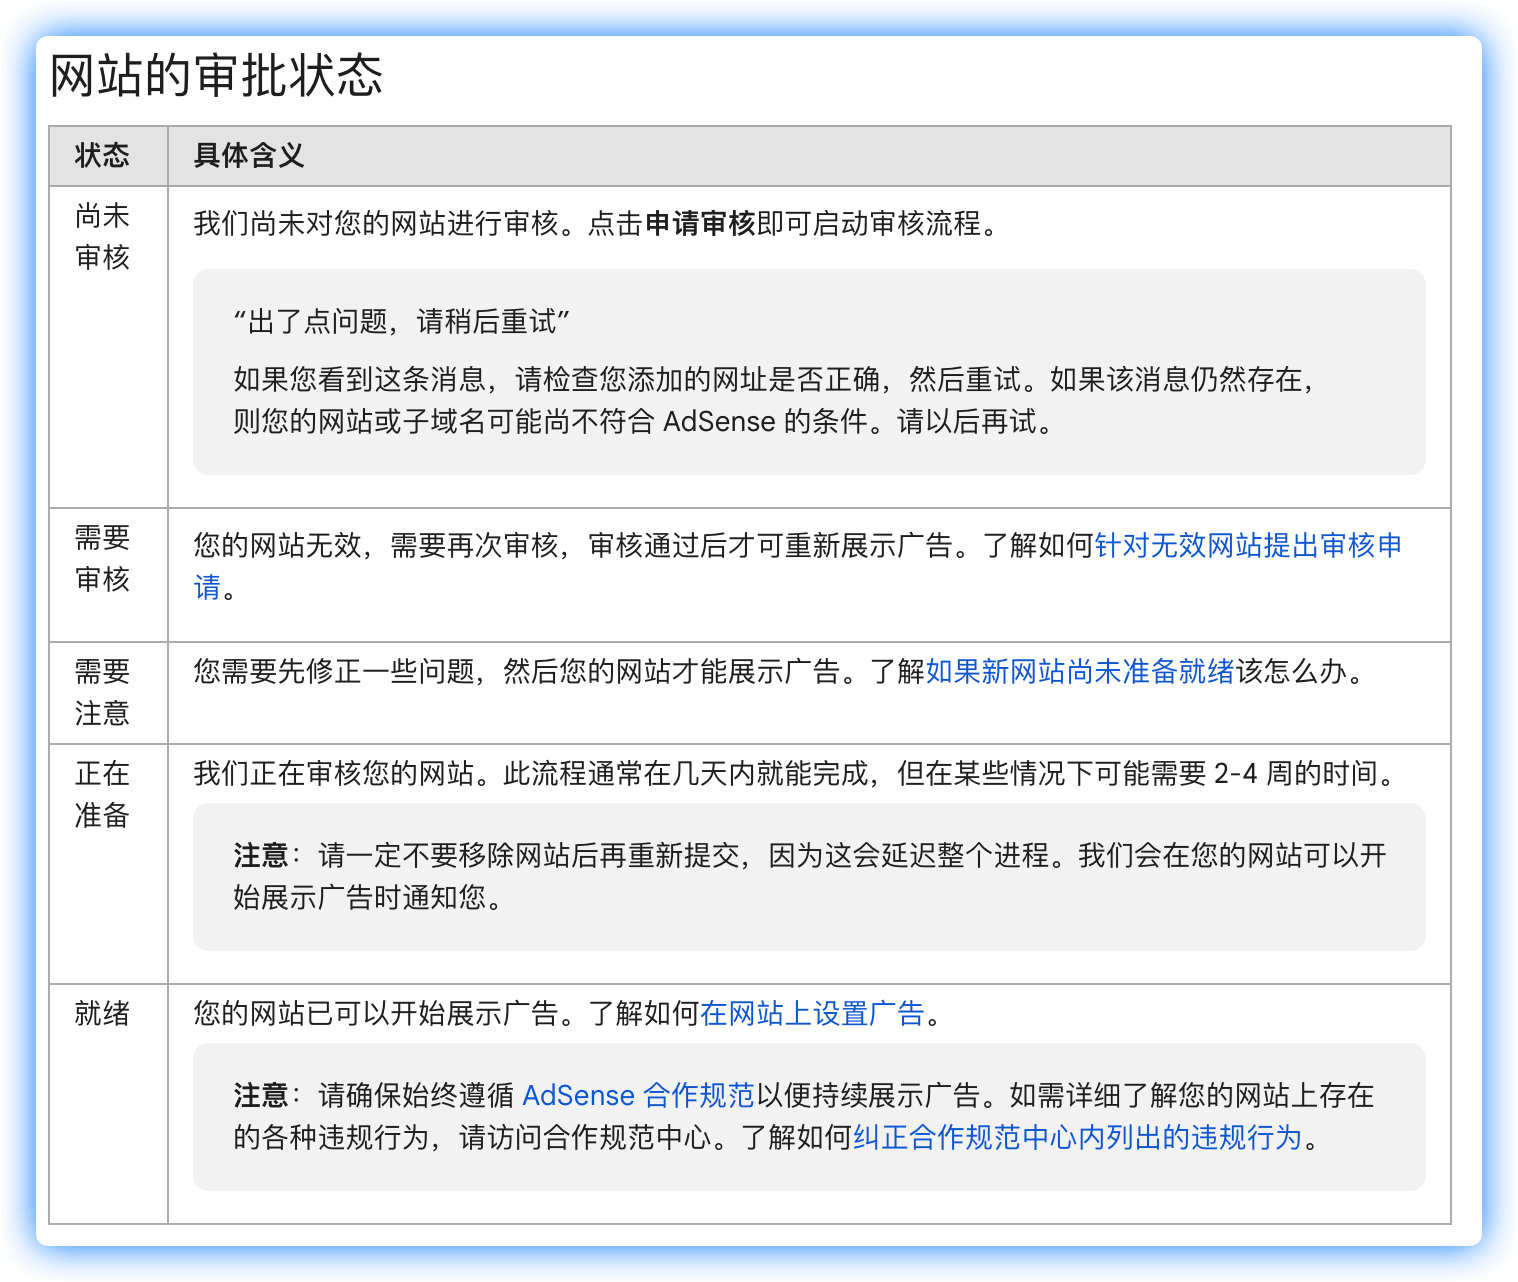 网站的审批状态
状态
具体含义
尚未
审核
我们尚未对您的网站进行审核。点击申请审核即可启动审核流程。
“出了点问题，请稍后重试”
如果您看到这条消息，请检查您添加的网址是否正确，然后重试。如果该消息仍然存在，
则您的网站或子域名可能尚不符合 AdSense 的条件。请以后再试。
需要
审核
您的网站无效，需要再次审核，审核通过后才可重新展示广告。了解如何针对无效网站提出审核申
请。
需要
注意
您需要先修正一些问题，然后您的网站才能展示广告。了解如果新网站尚未准备就绪该怎么办。
正在
准备
我们正在审核您的网站。此流程通常在几天内就能完成，但在某些情况下可能需要 2-4 周的时间。
注意：请一定不要移除网站后再重新提交，因为这会延迟整个进程。我们会在您的网站可以开
始展示广告时通知您。
就绪
您的网站已可以开始展示广告。了解如何在网站上设置广告。
注意：请确保始终遵循 AdSense 合作规范以便持续展示广告。如需详细了解您的网站上存在
的各种违规行为，请访问合作规范中心。了解如何纠正合作规范中心内列出的违规行为。